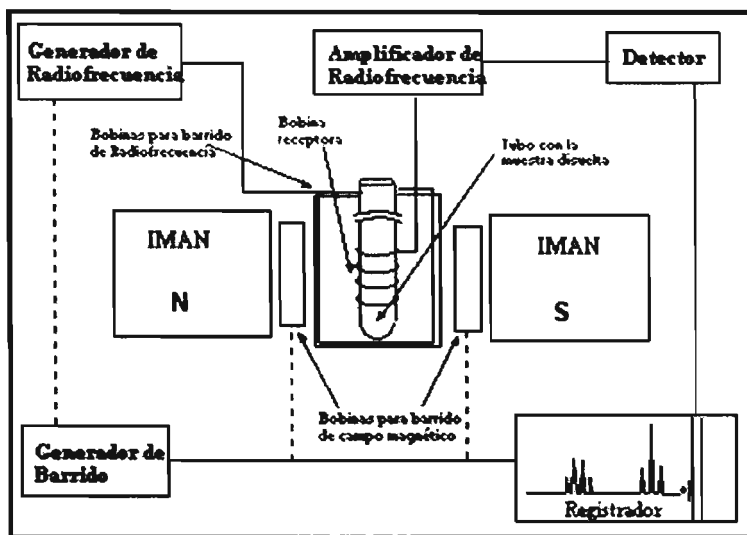 Generador de
Radiofrecuencia
Amplificador de
Radiofrecuencia
Detector
Bobinas para barrido
de Radiofrecuencia
Bobina
receptora
Tubo con la
muestra disuelta
IMAN
N
IMAN
S
Bobinas para barrido
de campo magnético
Generador de
Barrido
Registrador